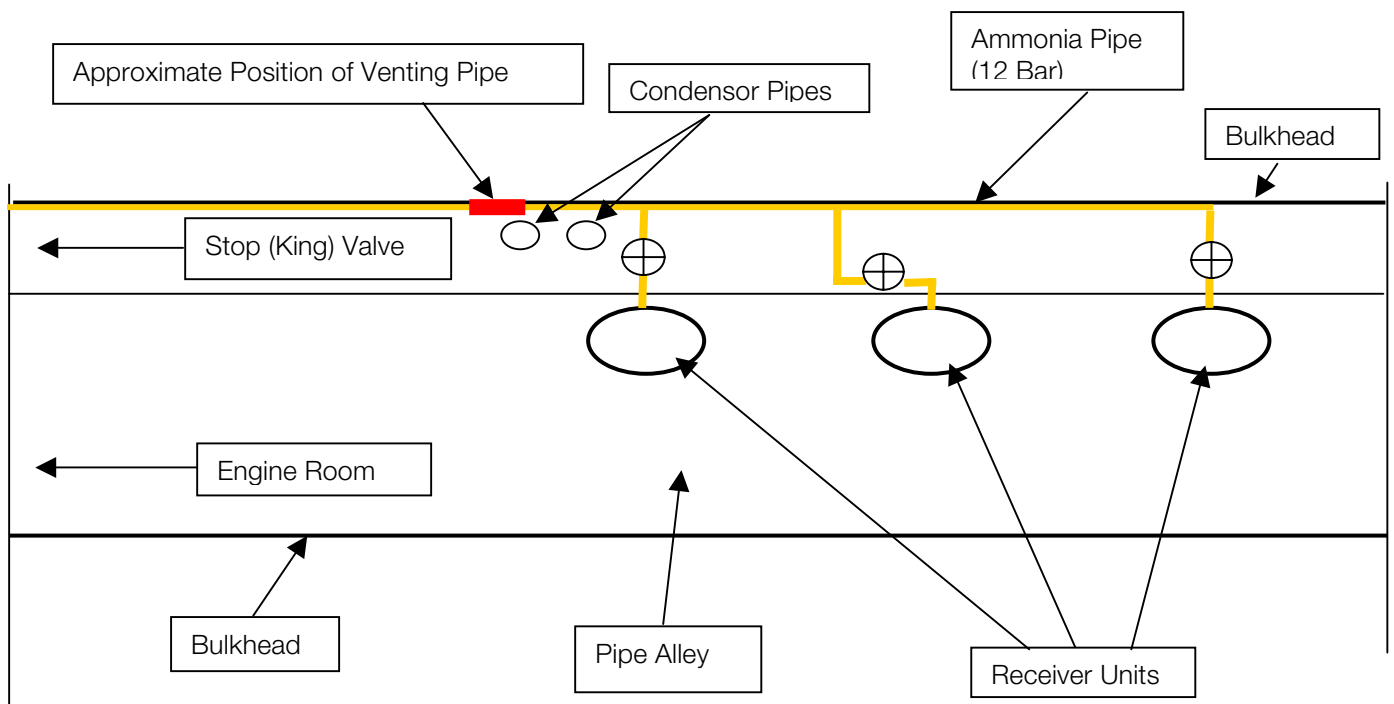 Approximate Position of Venting Pipe
Condensor Pipes
Ammonia Pipe
(12 Bar)
Bulkhead
Stop (King) Valve
Engine Room
Bulkhead
Pipe Alley
Receiver Units